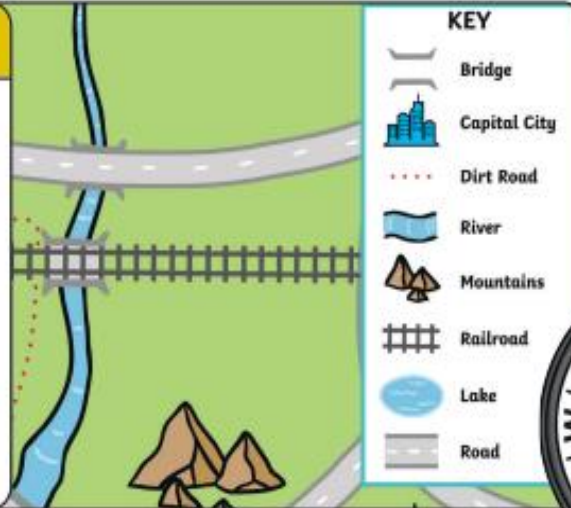 KEY
Bridge
Capital City
Dirt Road
River
Mountains
Railroad
Lake
Road